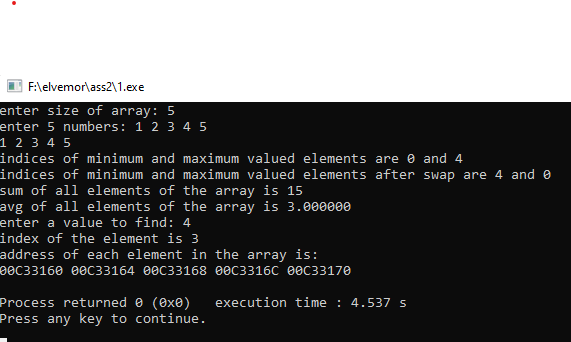 F:\elvemor\ass2\1.exe
enter size of array: 5
enter 5 numbers: 1 2 3 4 5
1 2 3 4 5
indices of minimum and maximum valued elements are 0 and 4
indices of minimum and maximum valued elements after swap are 4 and 0
sum of all elements of the array is 15
avg of all elements of the array is 3.000000
enter a value to find: 4
index of the element is 3
address of each element in the array is:
00C33160 00C33164 00C33168 00C3316C 00C33170
Process returned 0 (0x0)   execution time : 4.537 s
Press any key to continue.